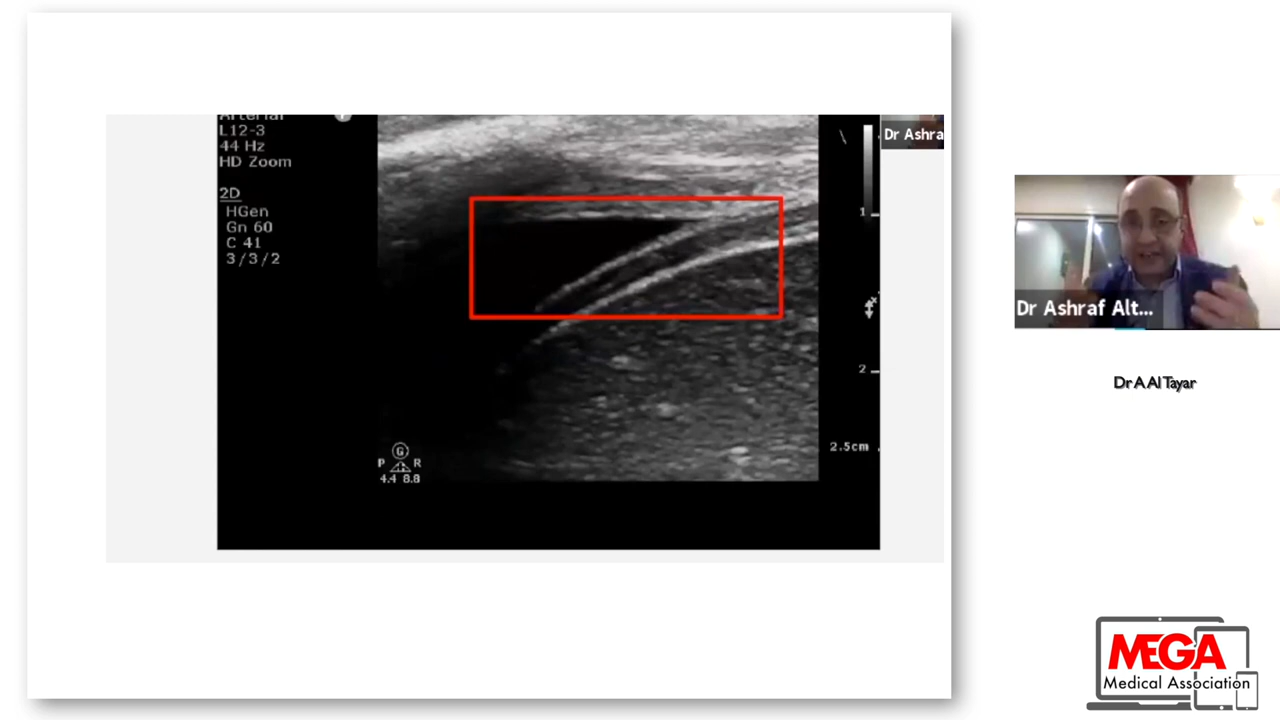 Arterial
L12-3
44 Hz
HD Zoom
2D
HGen
Gn 60
C 41
3/3/2
G
P R
4.4 8.8
1
2
2.5cm
Dr Ashra
Dr Ashraf Alt...
Dr A Al Tayar
MEGA
Medical Association